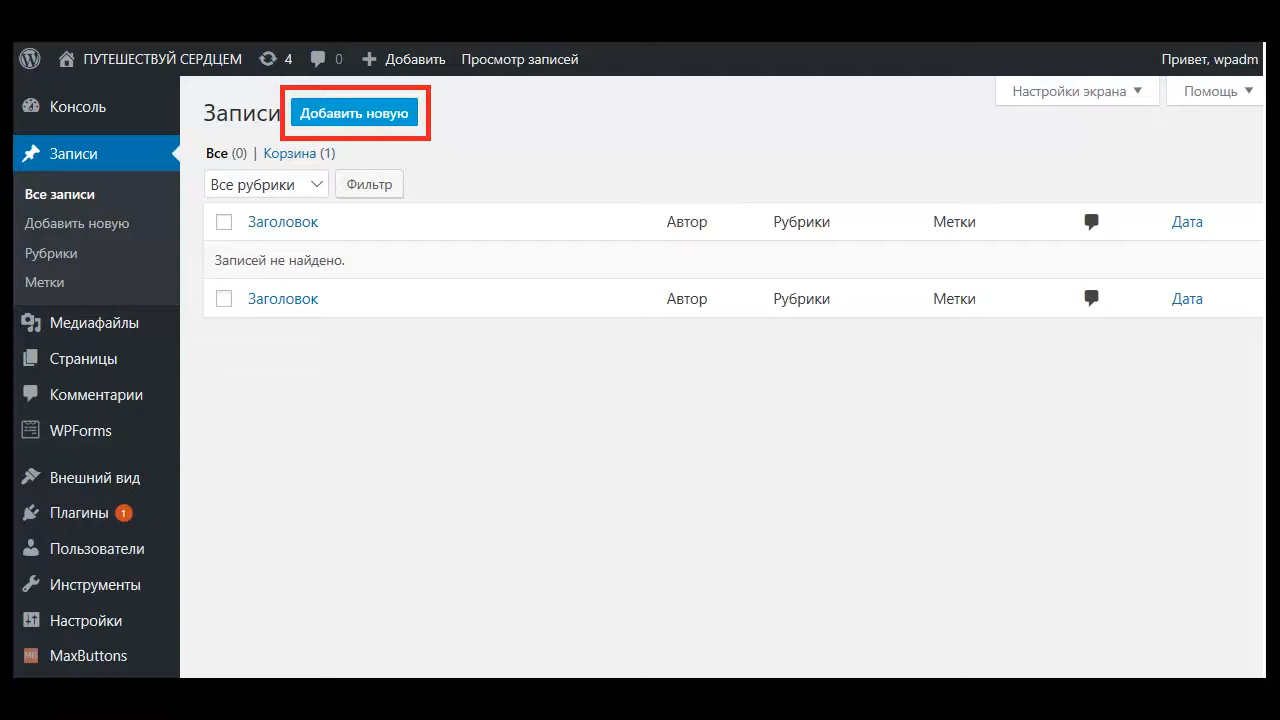 ПУТЕШЕСТВУЙ СЕРДЦЕМ 4 0 Добавить Просмотр записей Привет, wpadm
Консоль
Записи
Все записи
Добавить новую
Рубрики
Метки
Медиафайлы
Страницы
Комментарии
WPForms
Внешний вид
Плагины 1
Пользователи
Инструменты
Настройки
MaxButtons
Настройки экрана Помощь
Записи Добавить новую
Все (0) | Корзина (1)
Все рубрики Фильтр
Заголовок Автор Рубрики Метки Дата
Записей не найдено.
Заголовок Автор Рубрики Метки Дата